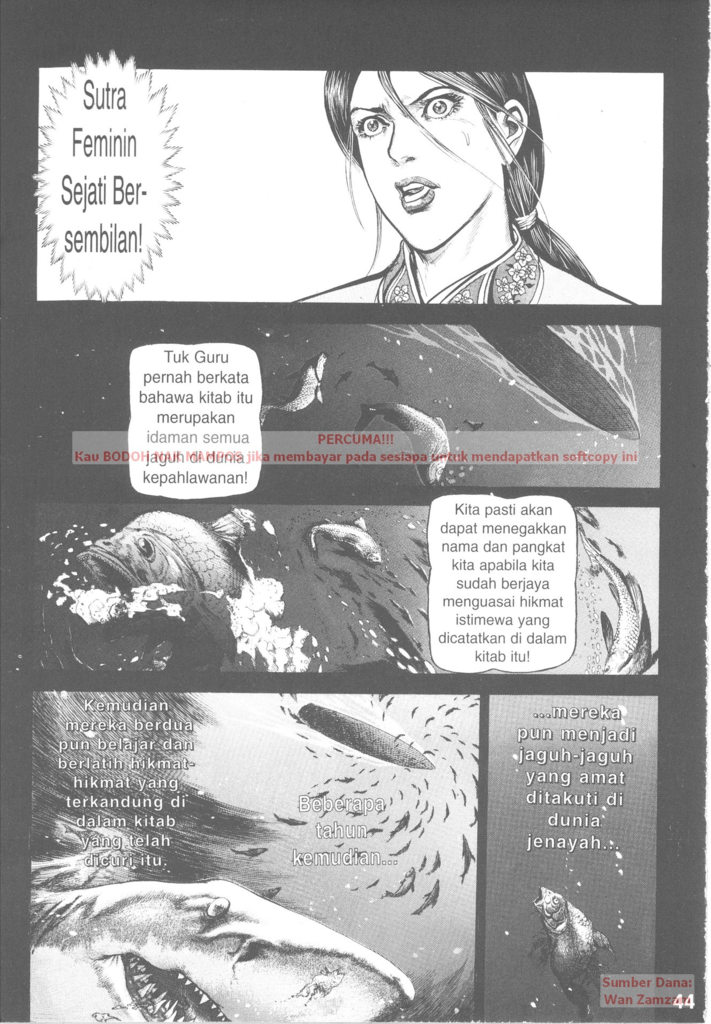 Sutra
Feminin
Sejati Ber-
sembilan!
Tuk Guru
pernah berkata
bahawa kitab itu
merupakan
idaman semua
jaguh di dunia
kepahlawanan!
PERCUMA!!!
Kau BODOH jika membayar pada sesiapa untuk mendapatkan softcopy ini
Kita pasti akan
dapat menegakkan
nama dan pangkat
kita apabila kita
sudah berjaya
menguasai hikmat
istimewa yang
dicatatkan di dalam
kitab itu!
Kemudian
mereka berdua
pun belajar dan
berlatih hikmat-
hikmat yang
terkandung di
dalam kitab
yang telah
dicuri itu.
Beberapa
tahun
kemudian...
...mereka
pun menjadi
jaguh-jaguh
yang amat
ditakuti di
dunia
jenayah...
Sumber Dana:
Wan Zamzam
44